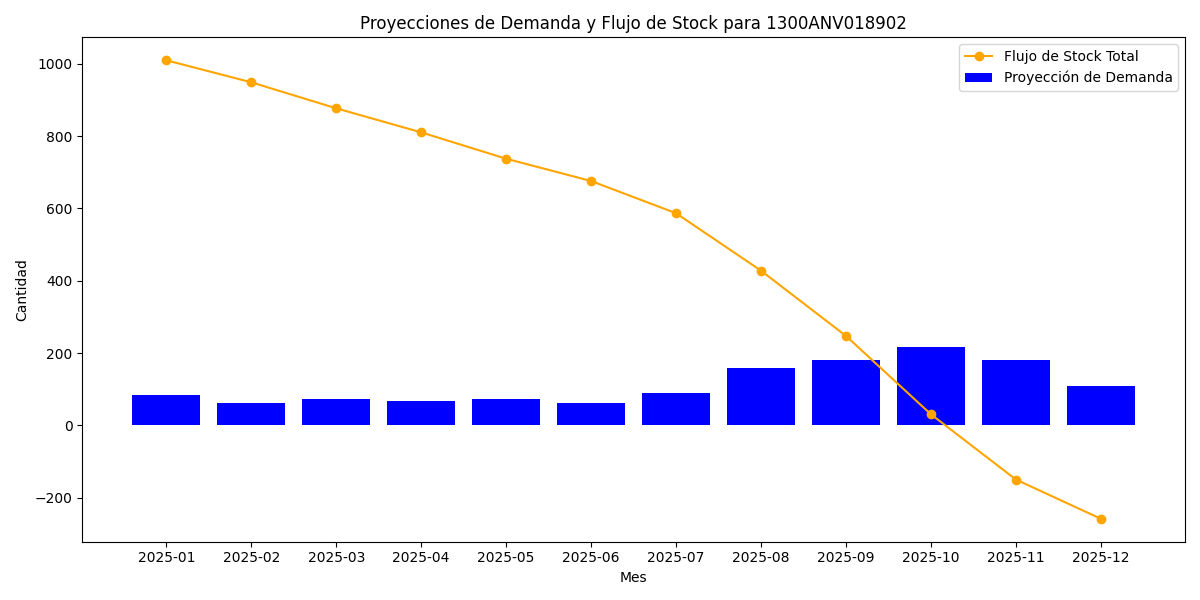 Proyecciones de Demanda y Flujo de Stock para 1300ANV018902
Flujo de Stock Total
Proyección de Demanda
Cantidad
1000
800
600
400
200
0
−200
2025-01 2025-02 2025-03 2025-04 2025-05 2025-06 2025-07 2025-08 2025-09 2025-10 2025-11 2025-12
Mes